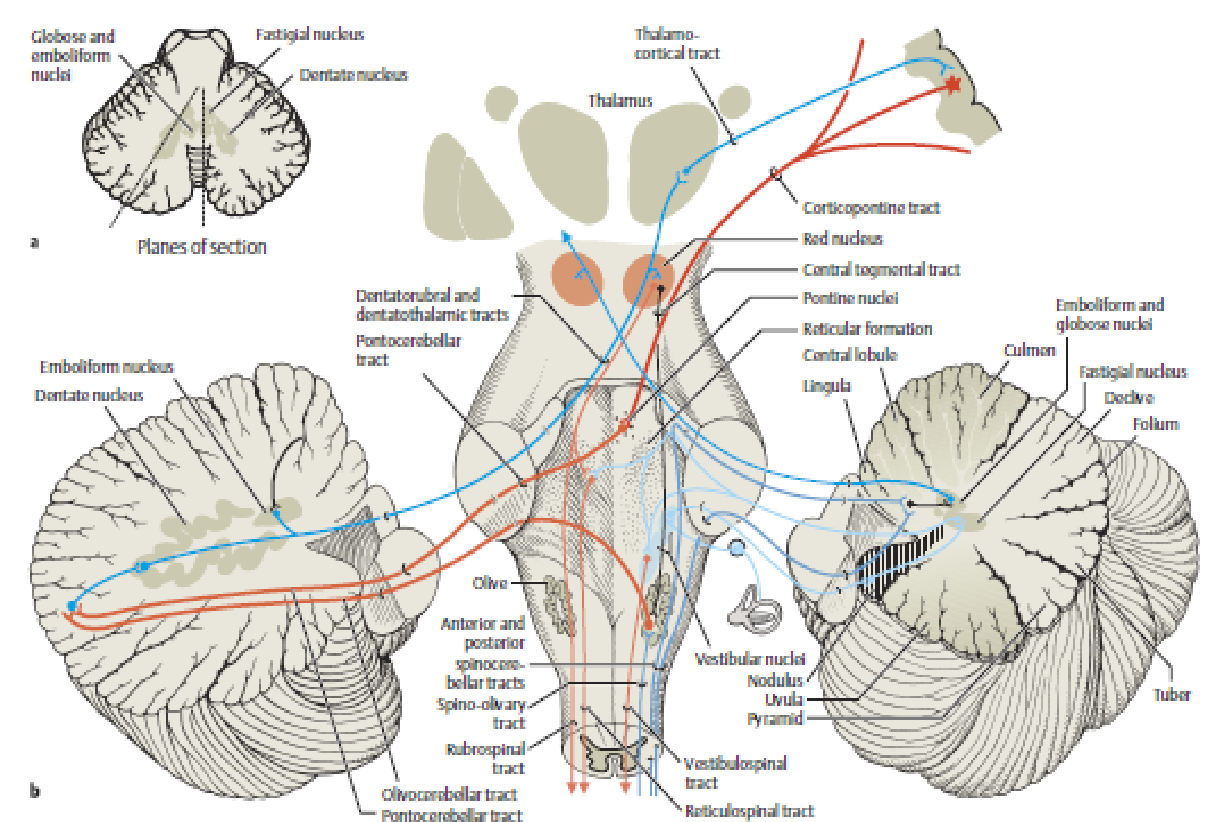 Globose and
emboliform
nuclei
Fastigial nucleus
Dentate nucleus
a
Planes of section
Thalamo-
cortical tract
Thalamus
Corticopontine tract
Red nucleus
Central tegmental tract
Pontine nuclei
Reticular formation
Central lobule
Lingula
Emboliform and
globose nuclei
Culmen
Fastigial nucleus
Declive
Folium
Dentatorubral and
dentatothalamic tracts
Pontocerebellar
tract
Emboliform nucleus
Dentate nucleus
Olive
Anterior and
posterior
spinocere-
bellar tracts
Spino-olivary
tract
Rubrospinal
tract
Vestibular nuclei
Nodulus
Uvula
Pyramid
Tuber
Vestibulospinal
tract
Reticulospinal tract
b
Olivocerebellar tract
Pontocerebellar tract